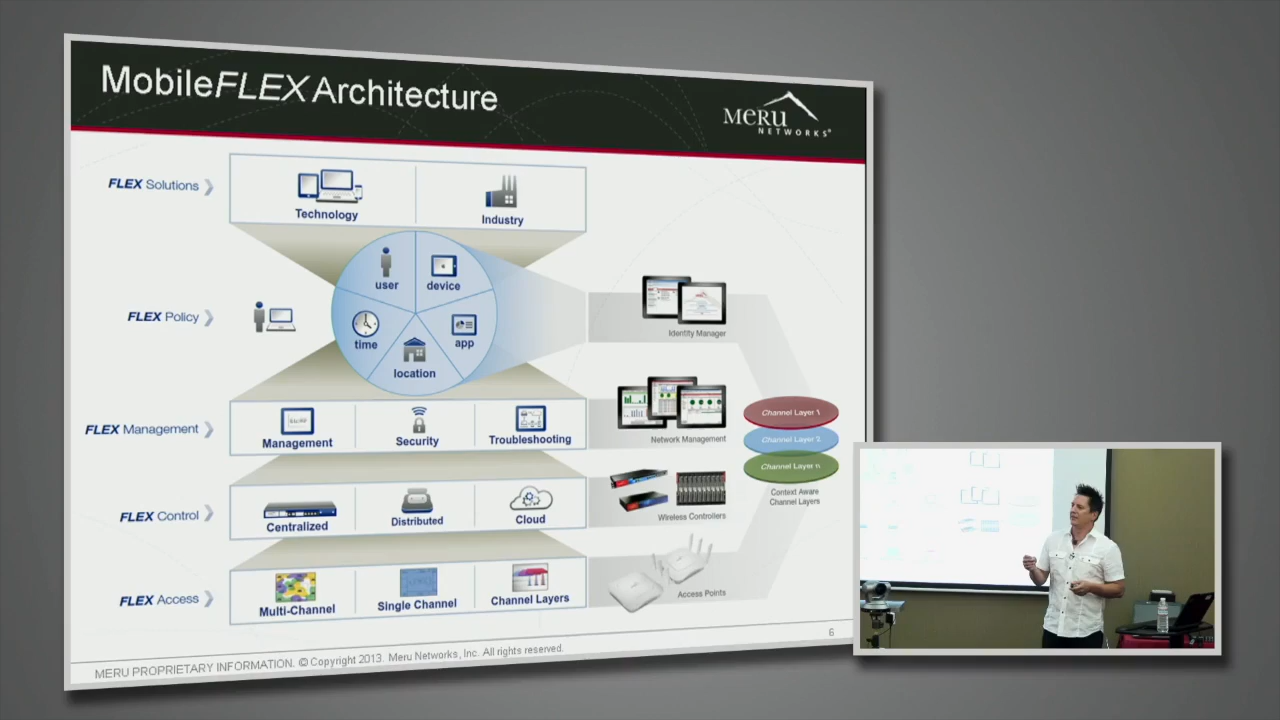 MobileFLEX Architecture
MERU
NETWORKS
FLEX Solutions
Technology
Industry
FLEX Policy
user
device
time
app
location
Identity Manager
FLEX Management
Management
Security
Troubleshooting
Network Management
Channel Layer 1
Channel Layer 2
Channel Layer n
Context Aware
Channel Layers
FLEX Control
Centralized
Distributed
Cloud
Wireless Controllers
FLEX Access
Multi-Channel
Single Channel
Channel Layers
Access Points
6
MERU PROPRIETARY INFORMATION. © Copyright 2013. Meru Networks, Inc. All rights reserved.